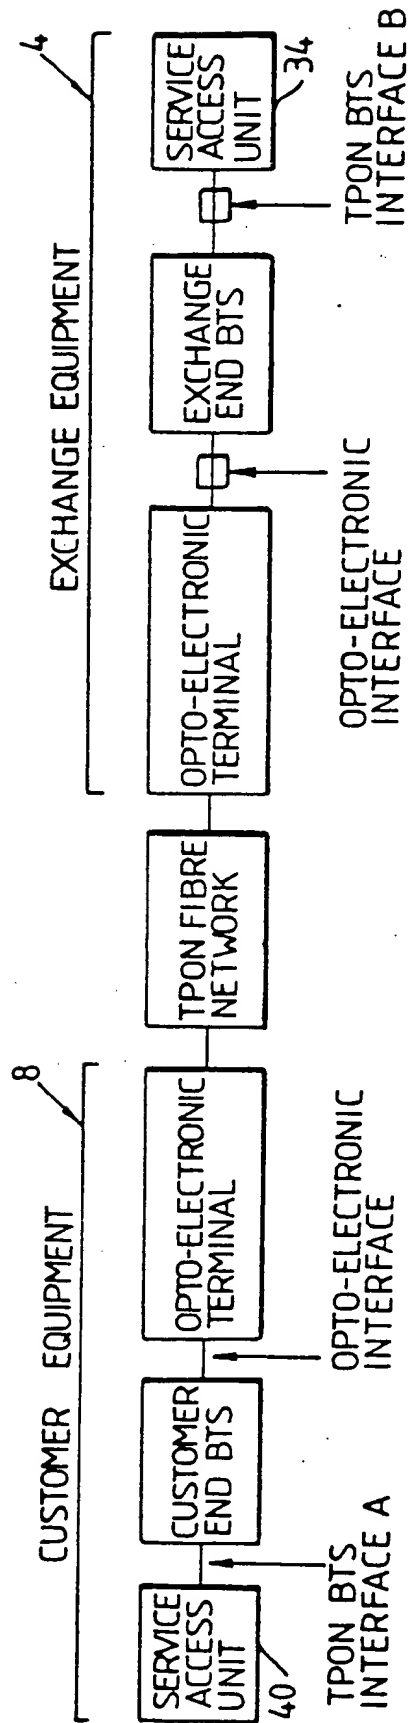 CUSTOMER EQUIPMENT
8
EXCHANGE EQUIPMENT
4
SERVICE
ACCESS
UNIT
40
CUSTOMER
END BTS
OPTO-ELECTRONIC
TERMINAL
TPON FIBRE
NETWORK
OPTO-ELECTRONIC
TERMINAL
EXCHANGE
END BTS
SERVICE
ACCESS
UNIT
34
TPON BTS
INTERFACE A
OPTO-ELECTRONIC
INTERFACE
OPTO-ELECTRONIC
INTERFACE
TPON BTS
INTERFACE B